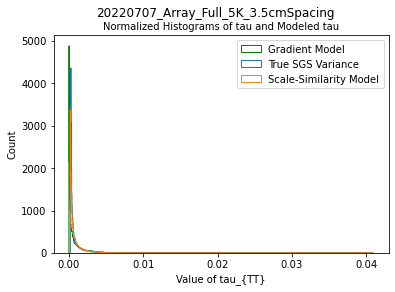 20220707_Array_Full_5K_3.5cmSpacing
Normalized Histograms of tau and Modeled tau
Gradient Model
True SGS Variance
Scale-Similarity Model
5000
4000
3000
2000
1000
0
Count
0.00 0.01 0.02 0.03 0.04
Value of tau_{TT}